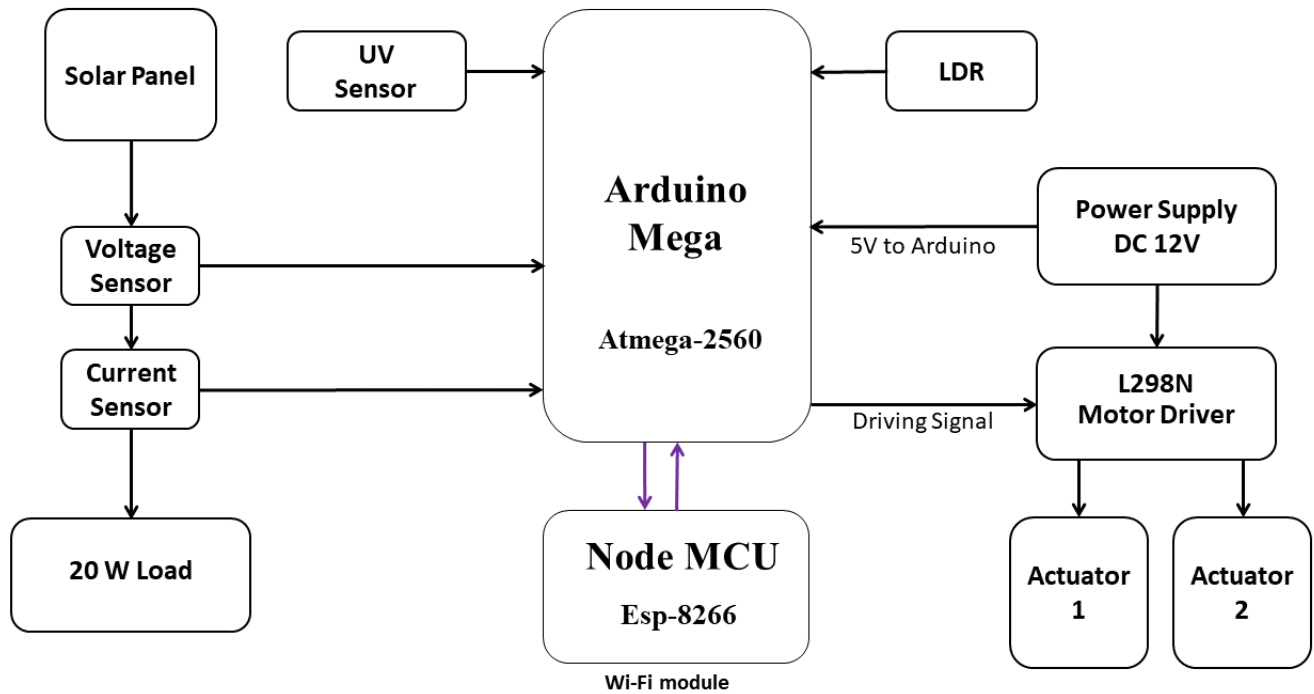 Solar Panel
UV
Sensor
LDR
Arduino
Mega
Atmega-2560
Power Supply
DC 12V
5V to Arduino
Voltage
Sensor
Current
Sensor
L298N
Motor Driver
Driving Signal
20 W Load
Node MCU
Esp-8266
Wi-Fi module
Actuator
1
Actuator
2